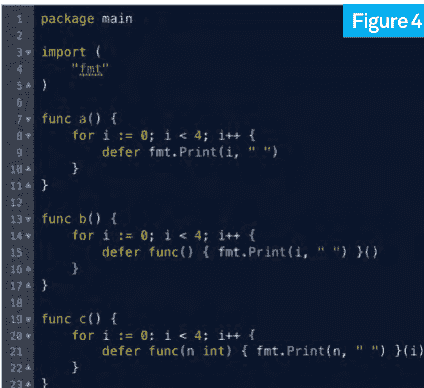 Figure 4
1 package main
2
3 import (
4     "fmt"
5 )
6
7 func a() {
8     for i := 0; i < 4; i++ {
9         defer fmt.Print(i, " ")
10     }
11 }
12
13 func b() {
14     for i := 0; i < 4; i++ {
15         defer func() { fmt.Print(i, " ") }()
16     }
17 }
18
19 func c() {
20     for i := 0; i < 4; i++ {
21         defer func(n int) { fmt.Print(n, " ") }(i)
22     }
23 }